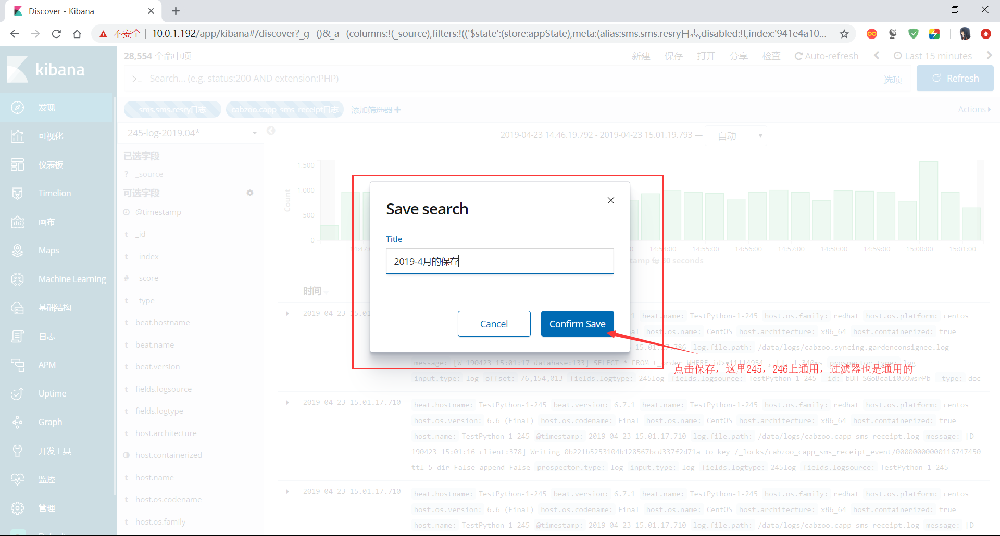 Discover - Kibana
不安全 | 10.0.1.192/app/kibana#/discover?_g=()&_a=(columns:!(_source),filters:!(('$state':(store:appState),meta:(alias:sms.sms.resry日志,disabled:!t,index:'941e4a10...
kibana
发现
可视化
仪表板
Timelion
画布
Maps
Machine Learning
基础结构
日志
APM
Uptime
Graph
开发工具
监控
管理
Default
28,554 个命中项
新建 保存 打开 分享 检查 Auto-refresh Last 15 minutes
>_ Search... (e.g. status:200 AND extension:PHP)
选项
Refresh
sms.sms.resry日志 cabzoo.capp_sms_receipt日志 添加筛选器
Actions
245-log-2019.04*
已选字段
? _source
可选字段
@timestamp
t _id
t _index
# _score
t _type
t beat.hostname
t beat.name
t beat.version
t fields.logsource
t fields.logtype
t host.architecture
host.containerized
t host.name
t host.os.codename
t host.os.family
2019-04-23 14.46.19.792 - 2019-04-23 15.01.19.793 — 自动
1,500
1,000
500
0
Count
14:47:0 0 14:54:00 14:55:00 14:56:00 14:57:00 14:58:00 14:59:00 15:00:00 15:01:00
tamp 每 30 seconds
Save search
Title
2019-4月的保存
Cancel
Confirm Save
点击保存，这里245，246上通用，过滤器也是通用的
时间
2019-04-23 15.01.1
1 beat.name: TestPython-1-245 host.os.family: redhat host.os.platform: centos
al host.os.name: CentOS host.architecture: x86_64 host.containerized: true
15.01.17.786 log.file.path: /data/logs/cabzoo.syncing.gardenconsignee.log
message: [W 190423 15:01:17 database:133] SELECT * FROM t_order WHERE id>=11114954 , [], 1.340ms prospector.type: log
input.type: log offset: 76,154,013 fields.logtype: 245log fields.logsource: TestPython-1-245 _id: bDH_SGoBcaLi03OwsrPb _type: doc
2019-04-23 15.01.17.710
beat.hostname: TestPython-1-245 beat.version: 6.7.1 beat.name: TestPython-1-245 host.os.family: redhat host.os.platform: centos
host.os.version: 6.6 (Final) host.os.codename: Final host.os.name: CentOS host.architecture: x86_64 host.containerized: true
host.name: TestPython-1-245 @timestamp: 2019-04-23 15.01.17.710 log.file.path: /data/logs/cabzoo.capp_sms_receipt.log message: [D
190423 15:01:16 client:378] Writing 0b221b5253104b128567bcd337f2d71a to key /_locks/cabzoo_capp_sms_receipt_event/00000000000116747450
ttl=5 dir=False append=False prospector.type: log input.type: log fields.logtype: 245log fields.logsource: TestPython-1-245
2019-04-23 15.01.17.710
beat.hostname: TestPython-1-245 beat.version: 6.7.1 beat.name: TestPython-1-245 host.os.family: redhat host.os.platform: centos
host.os.version: 6.6 (Final) host.os.codename: Final host.os.name: CentOS host.architecture: x86_64 host.containerized: true
host.name: TestPython-1-245 @timestamp: 2019-04-23 15.01.17.710 log.file.path: /data/logs/cabzoo.capp_sms_receipt.log message: [D